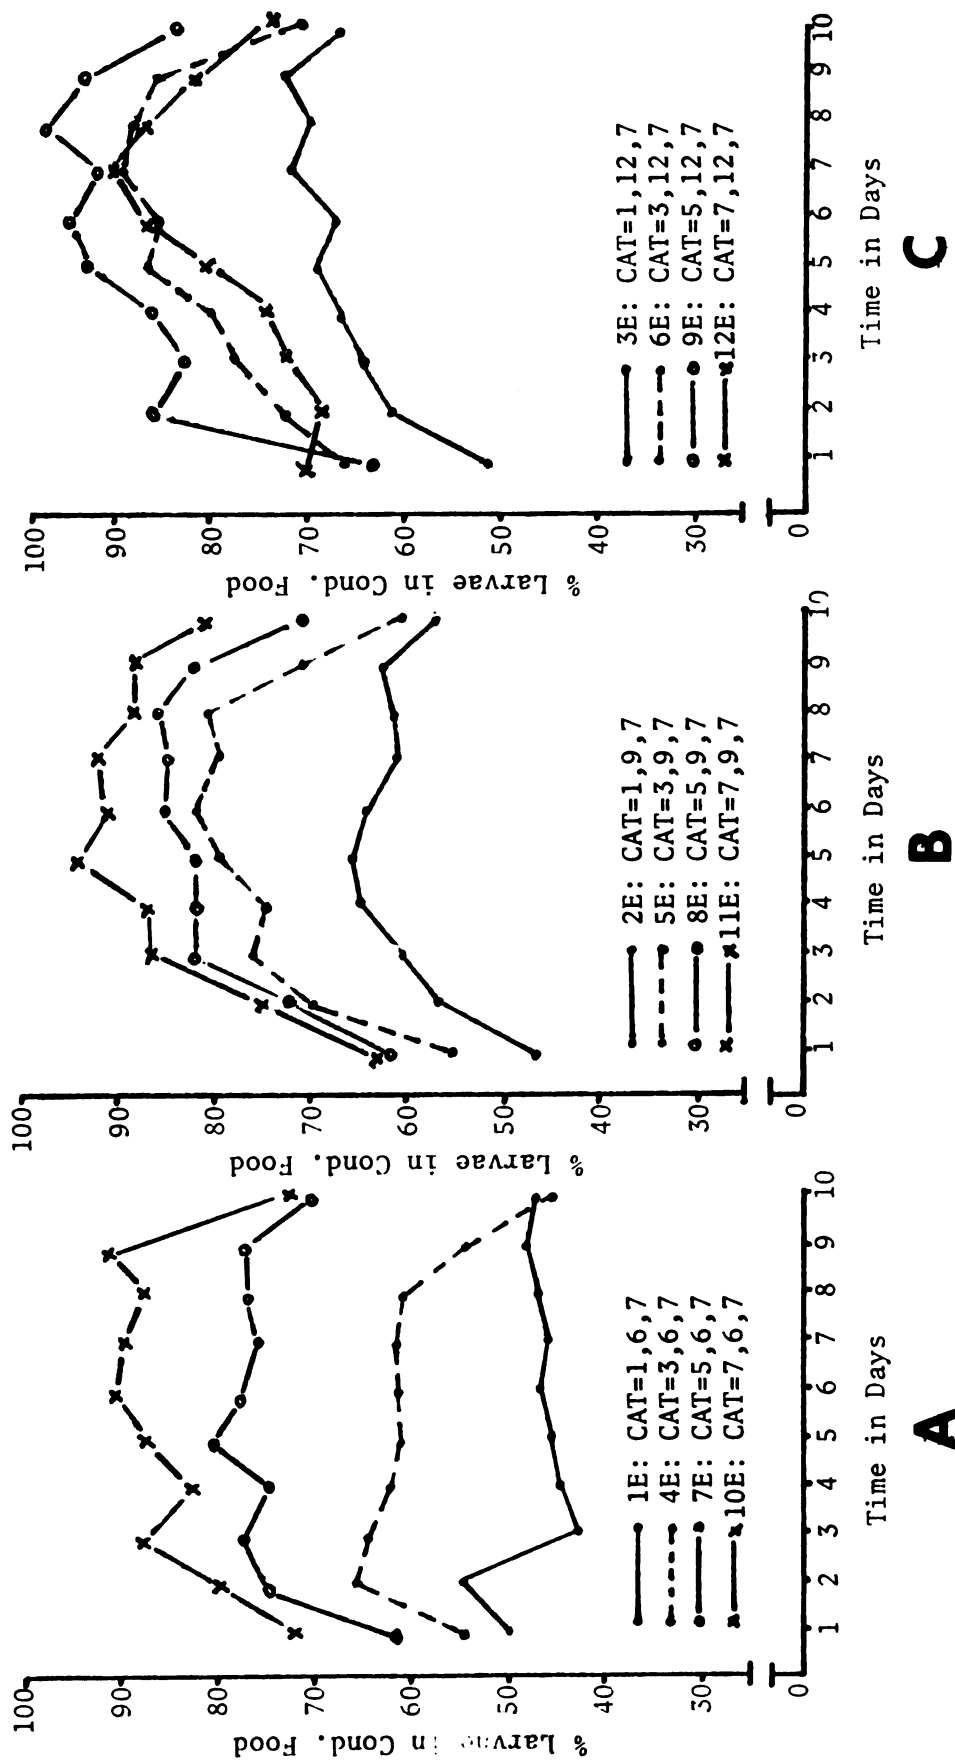 100
90
80
70
60
50
40
30
0
% Larvae in Cond. Food
1 2 3 4 5 6 7 8 9 10
Time in Days
1E: CAT=1,6,7
4E: CAT=3,6,7
7E: CAT=5,6,7
10E: CAT=7,6,7
A
100
90
80
70
60
50
40
30
0
% Larvae in Cond. Food
1 2 3 4 5 6 7 8 9 10
Time in Days
2E: CAT=1,9,7
5E: CAT=3,9,7
8E: CAT=5,9,7
11E: CAT=7,9,7
B
100
90
80
70
60
50
40
30
0
% Larvae in Cond. Food
1 2 3 4 5 6 7 8 9 10
Time in Days
3E: CAT=1,12,7
6E: CAT=3,12,7
9E: CAT=5,12,7
12E: CAT=7,12,7
C